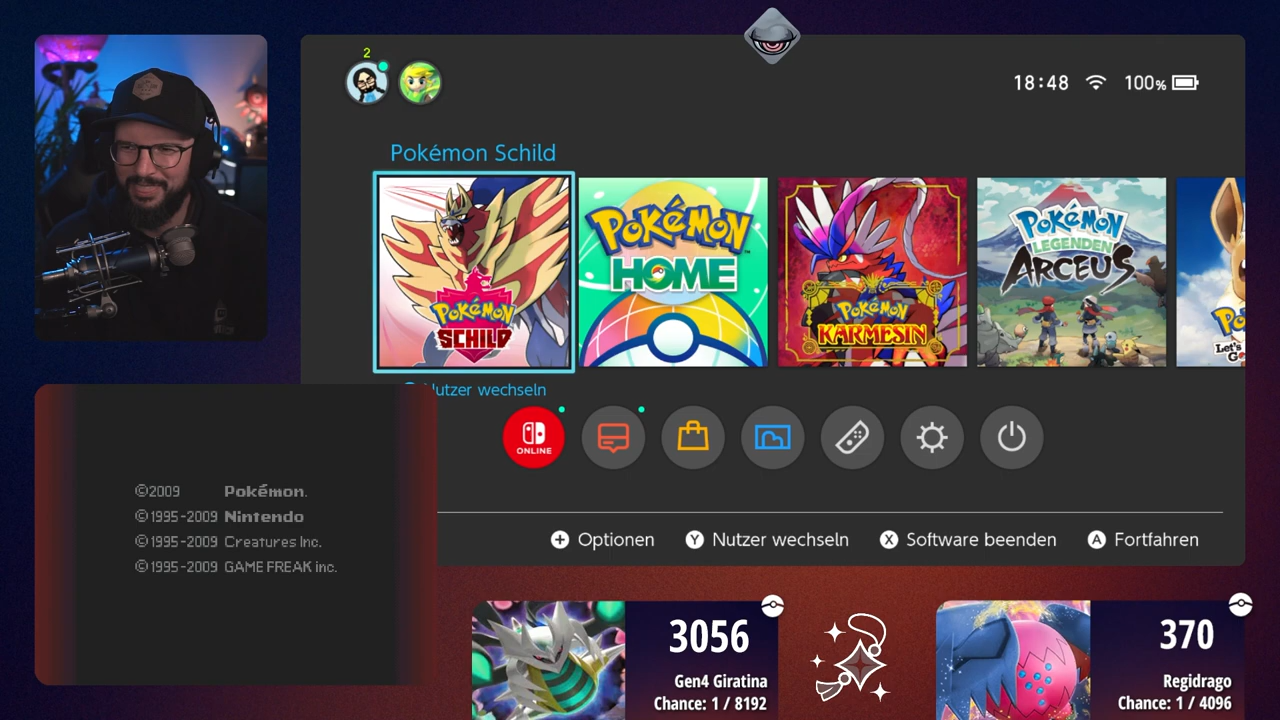 2
18:48
100%
Pokémon Schild
POKÉMON
SCHILD
POKÉMON
HOME
POKÉMON
KARMESIN
POKÉMON
LEGENDEN
ARCEUS
Let's
Nutzer wechseln
ONLINE
©2009 Pokémon.
©1995-2009 Nintendo
©1995-2009 Creatures Inc.
©1995-2009 GAME FREAK inc.
+ Optionen
Y Nutzer wechseln
X Software beenden
A Fortfahren
3056
Gen4 Giratina
Chance: 1 / 8192
370
Regidrago
Chance: 1 / 4096